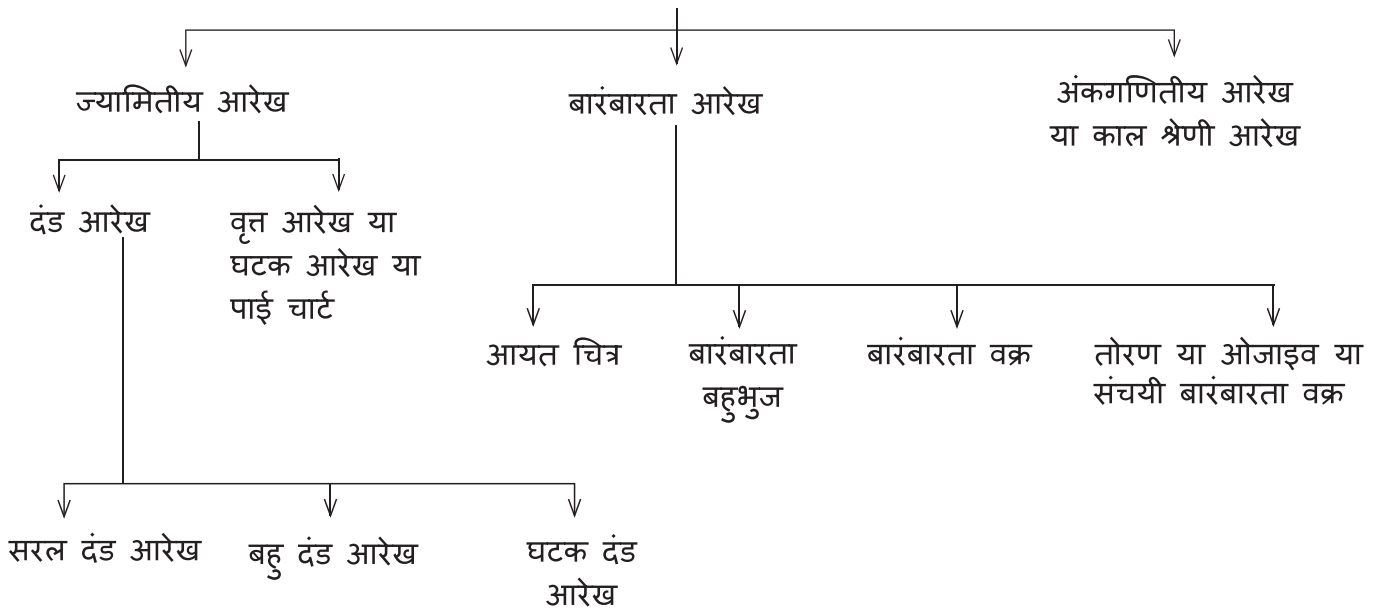 ज्यामितीय आरेख
बारंबारता आरेख
अंकगणितीय आरेख
या काल श्रेणी आरेख
दंड आरेख
वृत्त आरेख या
घटक आरेख या
पाई चार्ट
आयत चित्र
बारंबारता
बहुभुज
बारंबारता वक्र
तोरण या ओजाइव या
संचयी बारंबारता वक्र
सरल दंड आरेख
बहु दंड आरेख
घटक दंड
आरेख